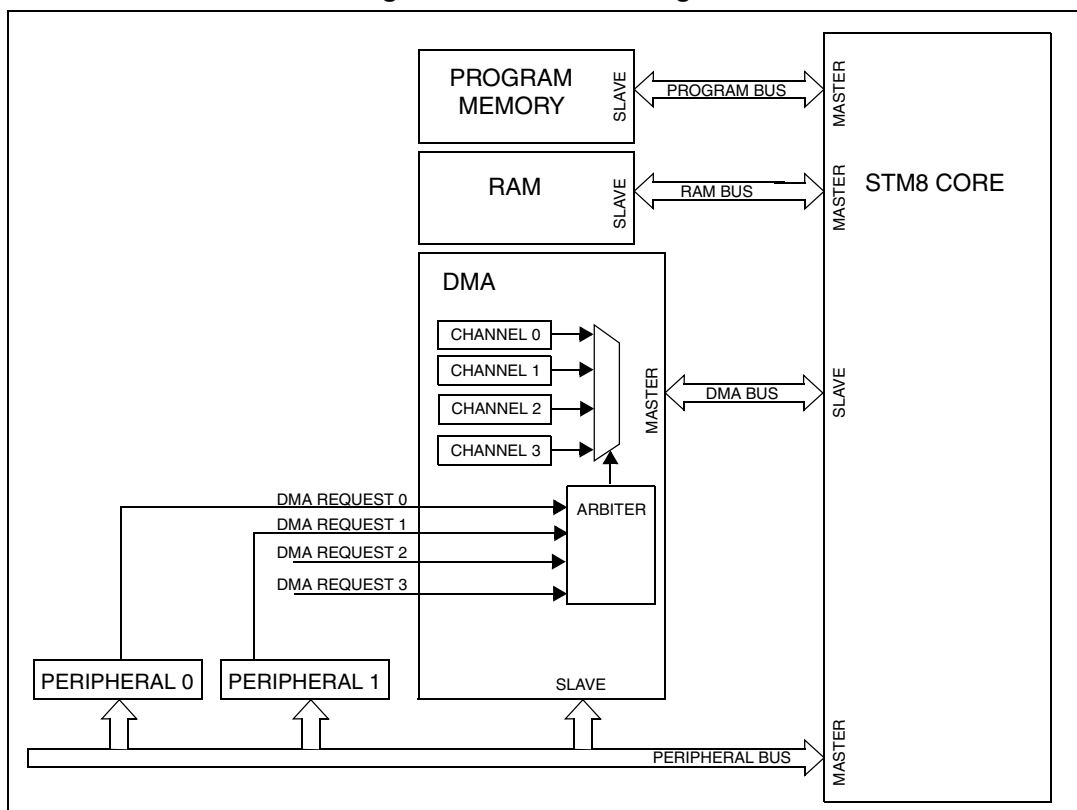 PROGRAM
MEMORY
SLAVE
PROGRAM BUS
MASTER
RAM
SLAVE
RAM BUS
MASTER
STM8 CORE
DMA
CHANNEL 0
CHANNEL 1
CHANNEL 2
CHANNEL 3
MASTER
DMA BUS
SLAVE
DMA REQUEST 0
DMA REQUEST 1
DMA REQUEST 2
DMA REQUEST 3
ARBITER
PERIPHERAL 0
PERIPHERAL 1
SLAVE
PERIPHERAL BUS
MASTER